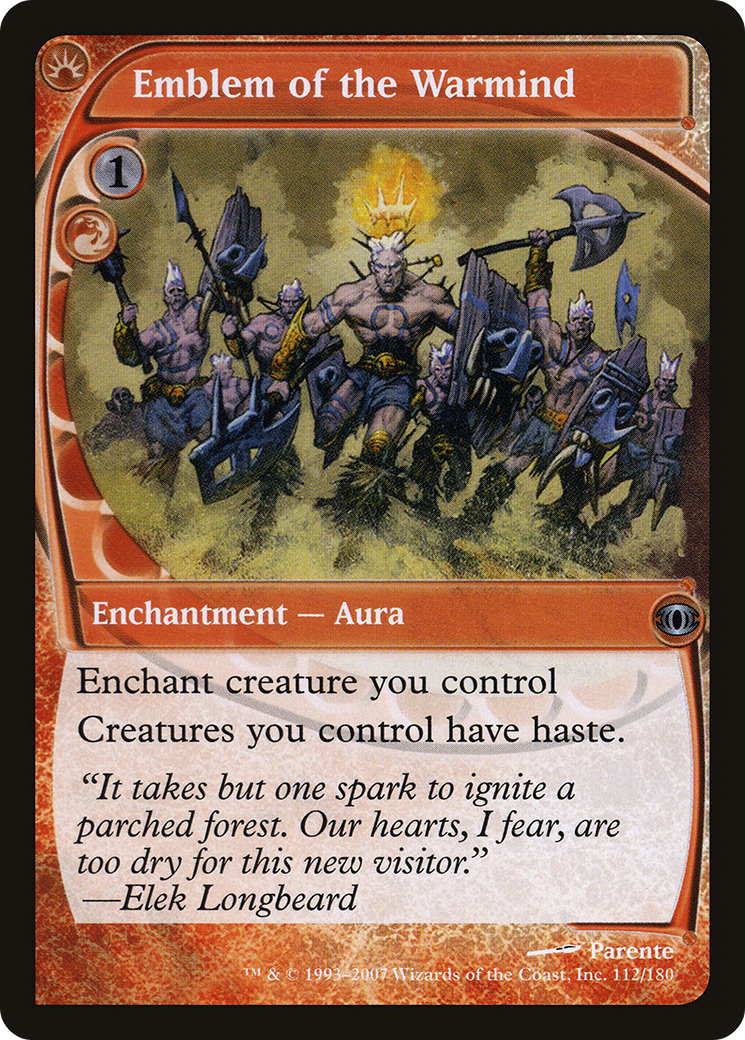 Emblem of the Warmind
1
Enchantment — Aura
Enchant creature you control
Creatures you control have haste.
“It takes but one spark to ignite a
parched forest. Our hearts, I fear, are
too dry for this new visitor.”
—Elek Longbeard
Parente
™ & © 1993–2007 Wizards of the Coast, Inc. 112/180